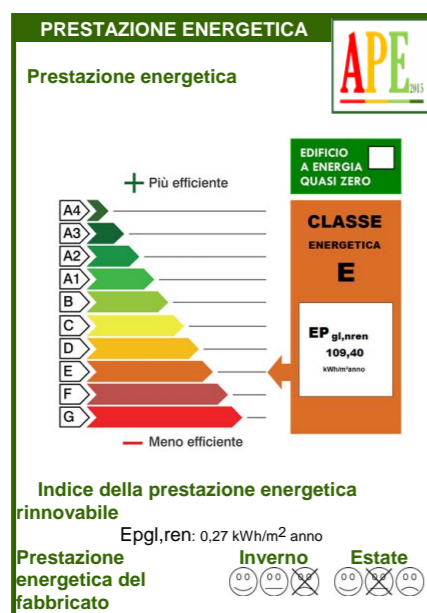 PRESTAZIONE ENERGETICA
Prestazione energetica
APE 2015
EDIFICIO
A ENERGIA
QUASI ZERO
+ Più efficiente
CLASSE
ENERGETICA
E
A4
A3
A2
A1
B
C
D
E
F
G
EP gl,nren
109,40
kWh/m²anno
— Meno efficiente
Indice della prestazione energetica
rinnovabile
Epgl,ren: 0,27 kWh/m2 anno
Prestazione
energetica del
fabbricato
Inverno
Estate